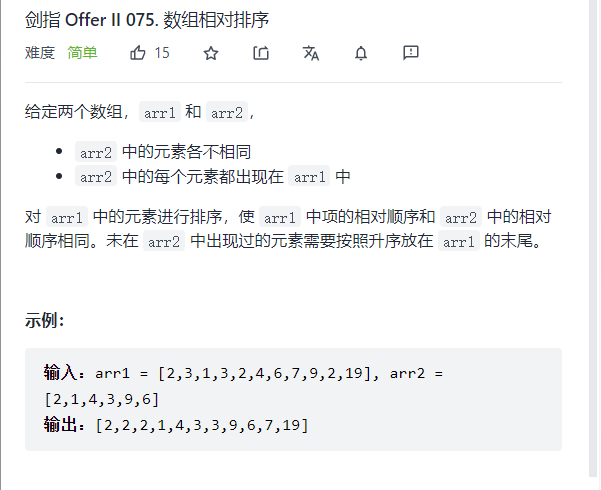 剑指 Offer II 075. 数组相对排序
难度 简单 15
给定两个数组，arr1 和 arr2，
• arr2 中的元素各不相同
• arr2 中的每个元素都出现在 arr1 中
对 arr1 中的元素进行排序，使 arr1 中项的相对顺序和 arr2 中的相对
顺序相同。未在 arr2 中出现过的元素需要按照升序放在 arr1 的末尾。
示例：
输入：arr1 = [2,3,1,3,2,4,6,7,9,2,19], arr2 =
[2,1,4,3,9,6]
输出：[2,2,2,1,4,3,3,9,6,7,19]